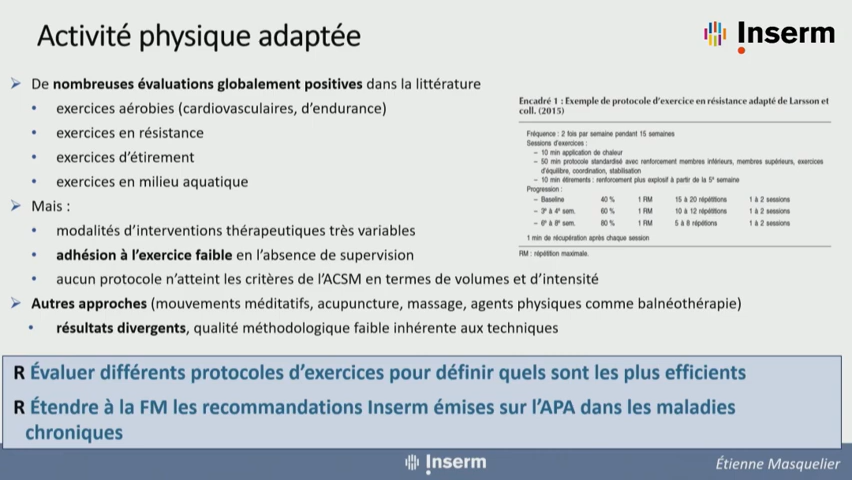 Activité physique adaptée
Inserm
De nombreuses évaluations globalement positives dans la littérature
exercices aérobies (cardiovasculaires, d'endurance)
exercices en résistance
exercices d'étirement
exercices en milieu aquatique
Mais :
modalités d'interventions thérapeutiques très variables
adhésion à l'exercice faible en l'absence de supervision
aucun protocole n'atteint les critères de l'ACSM en termes de volumes et d'intensité
Autres approches (mouvements méditatifs, acupuncture, massage, agents physiques comme balnéothérapie)
résultats divergents, qualité méthodologique faible inhérente aux techniques
Encadré 1 : Exemple de protocole d'exercice en résistance adapté de Larsson et
coll. (2015)
Fréquence : 2 fois par semaine pendant 15 semaines
Sessions d'exercices :
– 10 min application de chaleur
– 50 min protocole standardisé avec renforcement membres inférieurs, membres supérieurs, exercices
d'équilibre, coordination, stabilisation
– 10 min étirements : renforcement plus explosif à partir de la 5e semaine
Progression :
– Baseline 40 % 1 RM 15 à 20 répétitions 1 à 2 sessions
– 3e à 4e sem. 60 % 1 RM 10 à 12 répétitions 1 à 2 sessions
– 6e à 8e sem. 80 % 1 RM 5 à 8 répétitions 1 à 2 sessions
1 min de récupération après chaque session
RM : répétition maximale.
R Évaluer différents protocoles d'exercices pour définir quels sont les plus efficients
R Étendre à la FM les recommandations Inserm émises sur l'APA dans les maladies
chroniques
Inserm
Étienne Masquelier